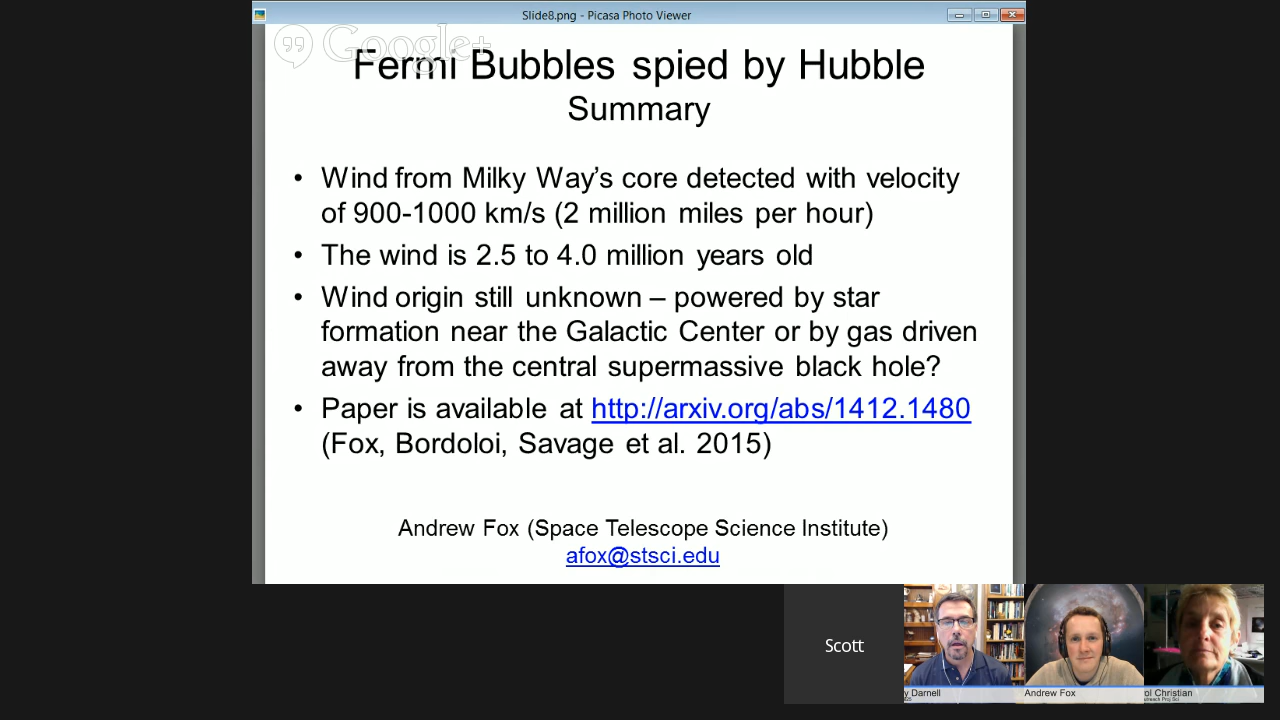 Slide8.png - Picasa Photo Viewer
Google+
Fermi Bubbles spied by Hubble
Summary
• Wind from Milky Way's core detected with velocity
of 900-1000 km/s (2 million miles per hour)
• The wind is 2.5 to 4.0 million years old
• Wind origin still unknown – powered by star
formation near the Galactic Center or by gas driven
away from the central supermassive black hole?
• Paper is available at http://arxiv.org/abs/1412.1480
(Fox, Bordoloi, Savage et al. 2015)
Andrew Fox (Space Telescope Science Institute)
afox@stsci.edu
Scott
y Darnell
Andrew Fox
ol Christian